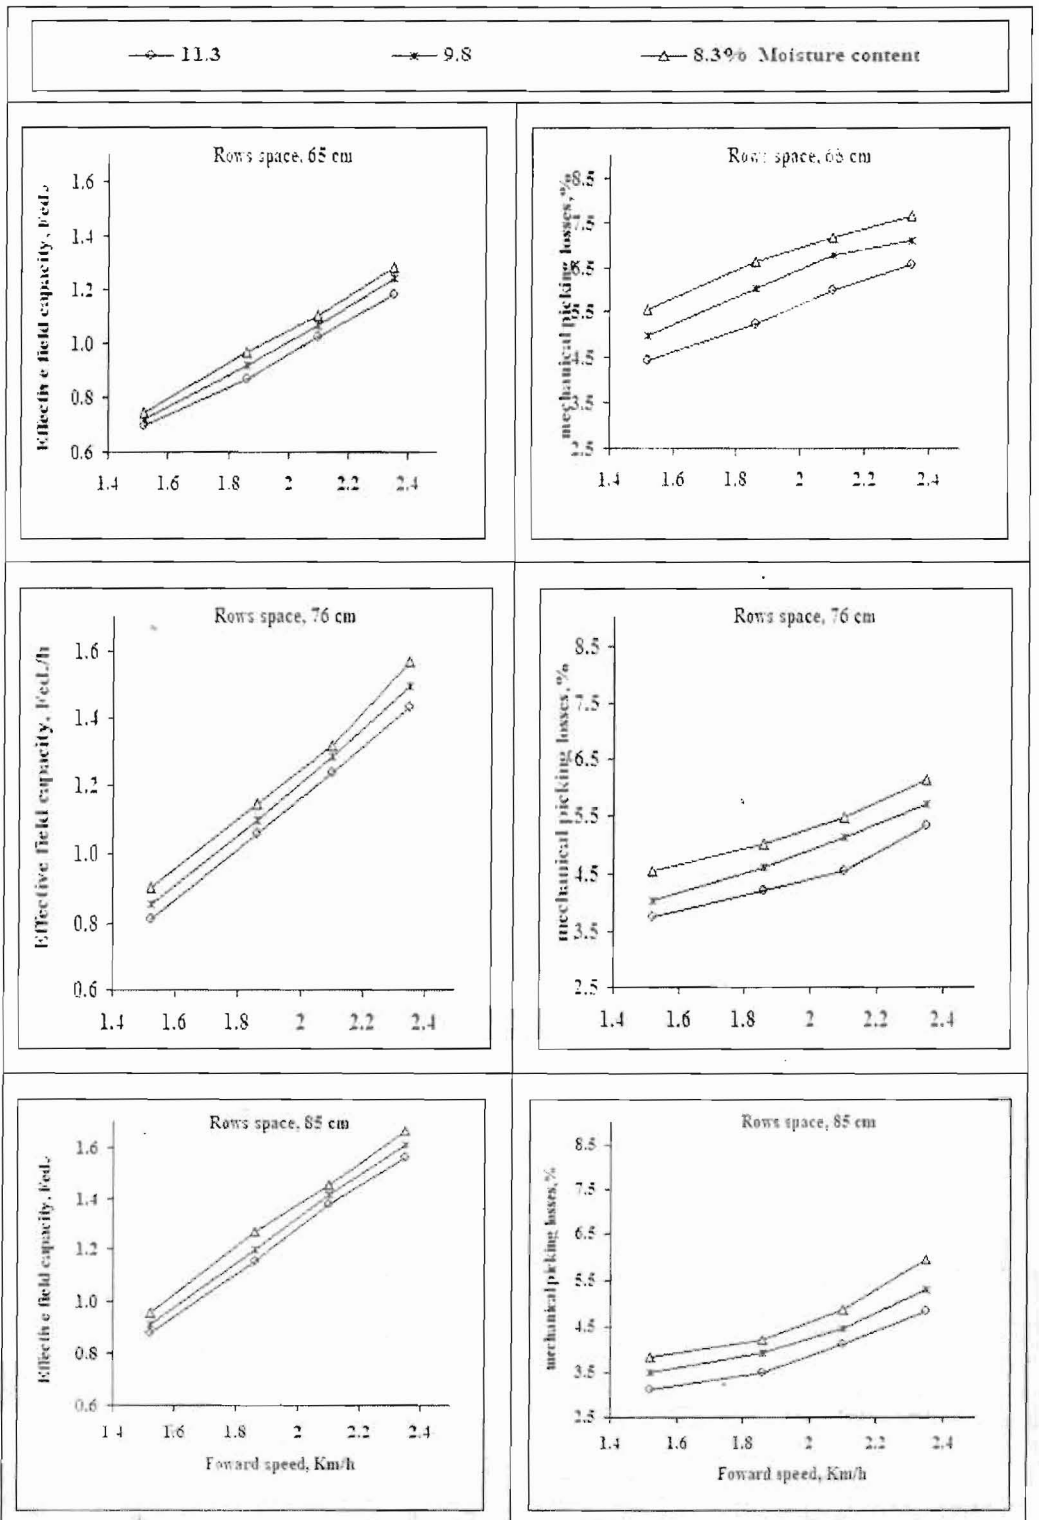 11.3 9.8 8.3% Moisture content
Rows space, 65 cm
Effective field capacity, Fed.
1.6
1.4
1.2
1.0
0.8
0.6
1.4 1.6 1.8 2 2.2 2.4
Rows space, 65 cm
mechanical picking losses,%
8.5
7.5
6.5
5.5
4.5
3.5
2.5
1.4 1.6 1.8 2 2.2 2.4
Rows space, 76 cm
Effective field capacity, Fed./h
1.6
1.4
1.2
1.0
0.8
0.6
1.4 1.6 1.8 2 2.2 2.4
Rows space, 76 cm
mechanical picking losses,%
8.5
7.5
6.5
5.5
4.5
3.5
2.5
1.4 1.6 1.8 2 2.2 2.4
Rows space, 85 cm
Effective field capacity, Fed.
1.6
1.4
1.2
1.0
0.8
0.6
1.4 1.6 1.8 2 2.2 2.4
Foward speed, Km/h
Rows space, 85 cm
mechanical picking losses,%
8.5
7.5
6.5
5.5
4.5
3.5
2.5
1.4 1.6 1.8 2 2.2 2.4
Foward speed, Km/h